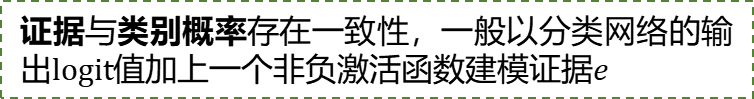 证据与类别概率存在一致性，一般以分类网络的输
出logit值加上一个非负激活函数建模证据e